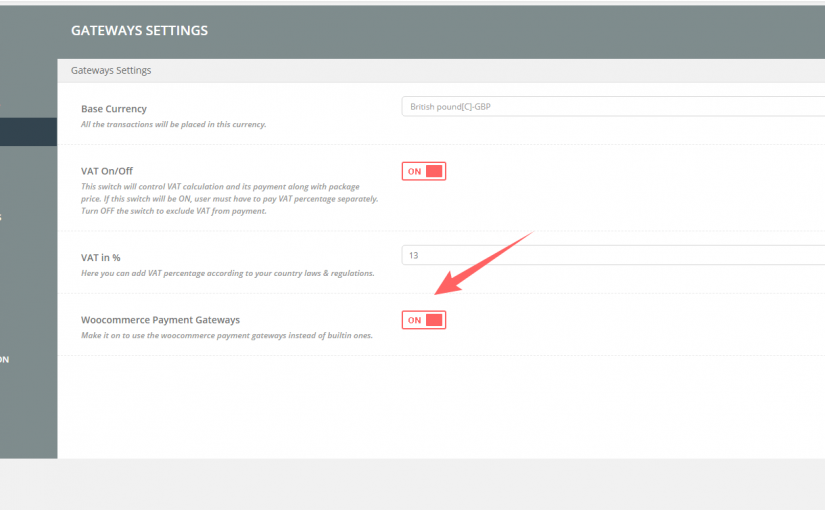 GATEWAYS SETTINGS
Gateways Settings
Base Currency
British pound[C]-GBP
All the transactions will be placed in this currency.
VAT On/Off
ON
This switch will control VAT calculation and its payment along with package
price. If this switch will be ON, user must have to pay VAT percentage separately.
Turn OFF the switch to exclude VAT from payment.
S
VAT in %
13
Here you can add VAT percentage according to your country laws & regulations.
Woocommerce Payment Gateways
ON
Make it on to use the woocommerce payment gateways instead of builtin ones.
ON